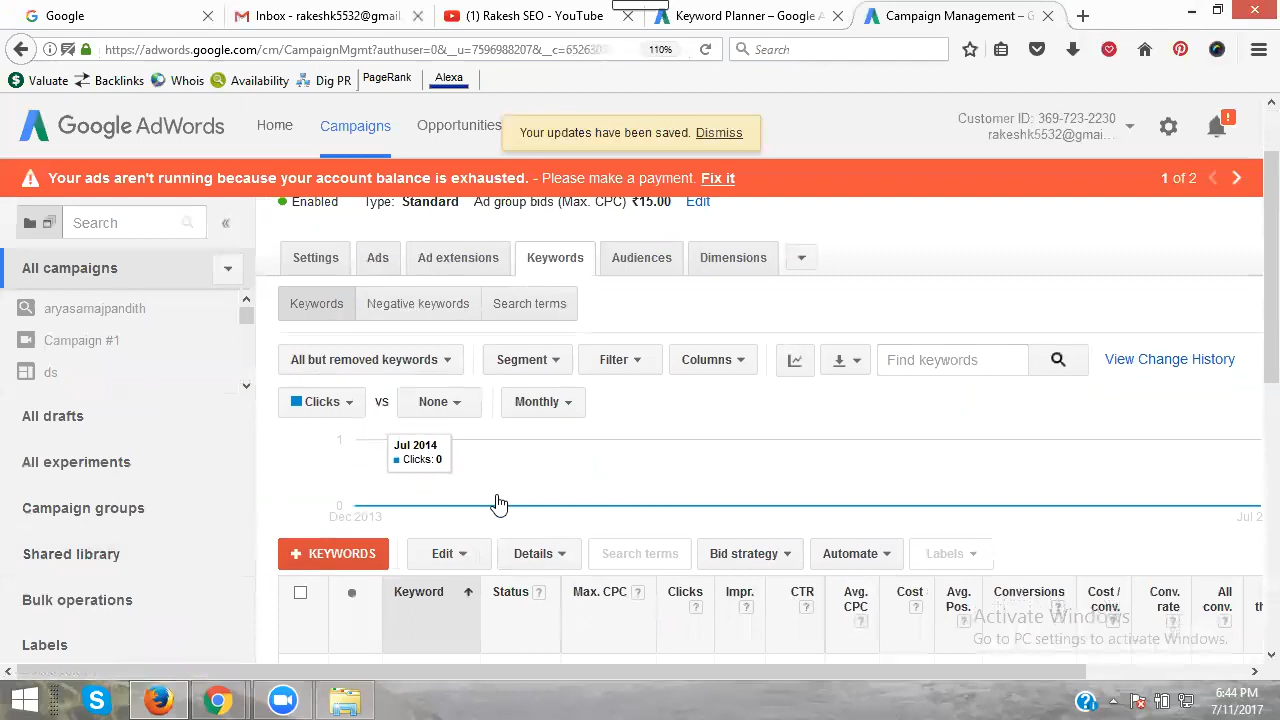 Google
Inbox - rakeshk5532@gmai
(1) Rakesh SEO - YouTube
Keyword Planner – Google A
Campaign Management – G
https://adwords.google.com/cm/CampaignMgmt?authuser=0&__u=7596988207&__c=652630
110%
Search
Valuate
Backlinks
Whois
Availability
Dig PR
PageRank
Alexa
Google AdWords
Home
Campaigns
Opportunities
Your updates have been saved. Dismiss
Customer ID: 369-723-2230
rakeshk5532@gmai...
!
Your ads aren't running because your account balance is exhausted. - Please make a payment. Fix it
1 of 2
Search
Enabled Type: Standard Ad group bids (Max. CPC) ₹15.00 Edit
All campaigns
aryasamajpandith
Campaign #1
ds
All drafts
All experiments
Campaign groups
Shared library
Bulk operations
Labels
Settings
Ads
Ad extensions
Keywords
Audiences
Dimensions
Keywords
Negative keywords
Search terms
All but removed keywords
Segment
Filter
Columns
Find keywords
View Change History
Clicks
VS
None
Monthly
1
Jul 2014
Clicks: 0
0
Dec 2013
Jul 2
+ KEYWORDS
Edit
Details
Search terms
Bid strategy
Automate
Labels
Keyword
Status ?
Max. CPC ?
Clicks ?
Impr. ?
CTR ?
Avg. CPC ?
Cost ?
Avg. Pos. ?
Conversions ?
Cost / conv. ?
Conv. rate ?
All conv. ?
Activate Windows
Go to PC settings to activate Windows.
6:44 PM
7/11/2017